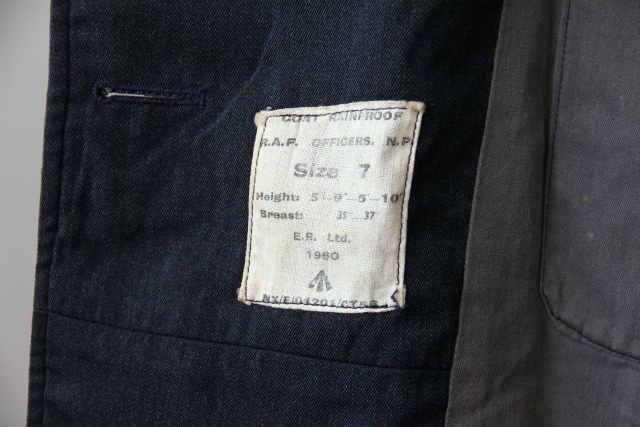 COAT RAINPROOF
R.A.F. OFFICERS. N.P.
Size 7
Height: 5'—9"—5'—10"
Breast: 35"—37"
E.R. Ltd.
1960